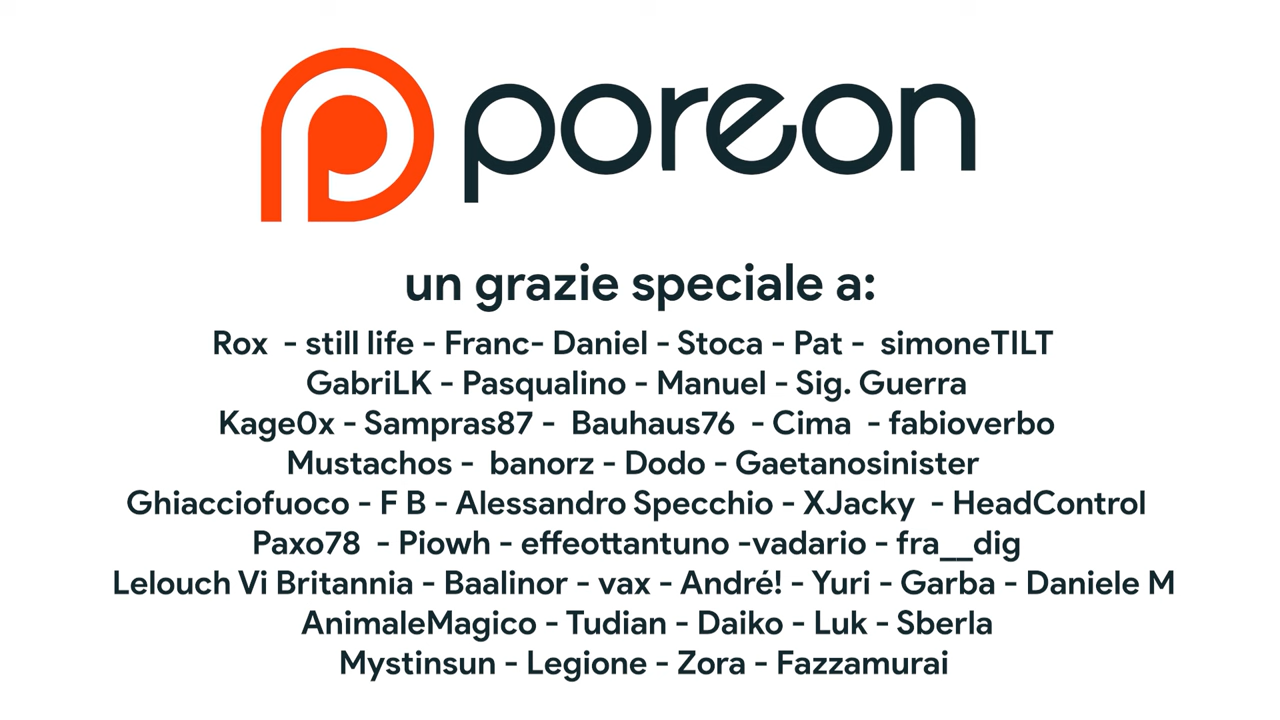 poreon
un grazie speciale a:
Rox - still life - Franc- Daniel - Stoca - Pat - simoneTILT
GabriLK - Pasqualino - Manuel - Sig. Guerra
Kage0x - Sampras87 - Bauhaus76 - Cima - fabioverbo
Mustachos - banorz - Dodo - Gaetanosinister
Ghiacciofuoco - F B - Alessandro Specchio - XJacky - HeadControl
Paxo78 - Piowh - effeottantuno -vadario - fra__dig
Lelouch Vi Britannia - Baalinor - vax - André! - Yuri - Garba - Daniele M
AnimaleMagico - Tudian - Daiko - Luk - Sberla
Mystinsun - Legione - Zora - Fazzamurai